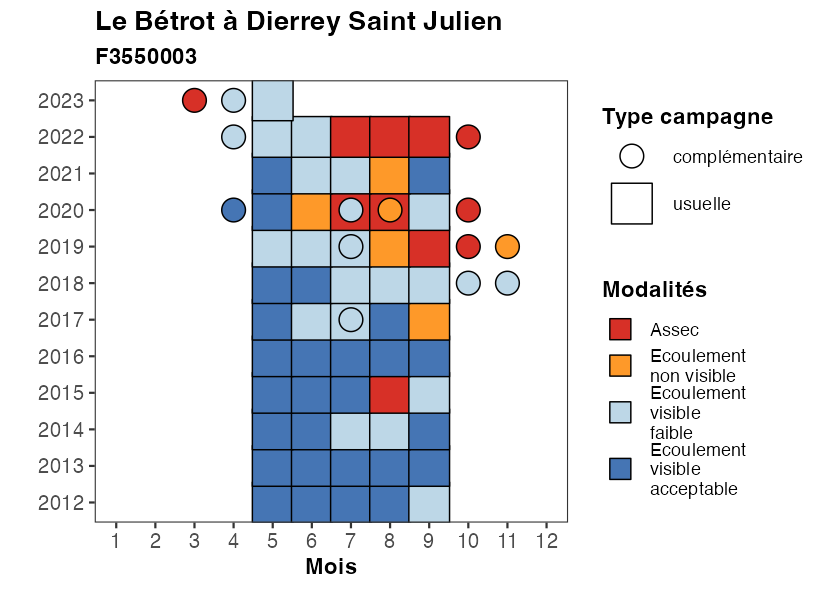 Le Bétrot à Dierrey Saint Julien
F3550003
2023
2022
2021
2020
2019
2018
2017
2016
2015
2014
2013
2012
1 2 3 4 5 6 7 8 9 10 11 12
Mois
Type campagne
complémentaire
usuelle
Modalités
Assec
Ecoulement
non visible
Ecoulement
visible
faible
Ecoulement
visible
acceptable